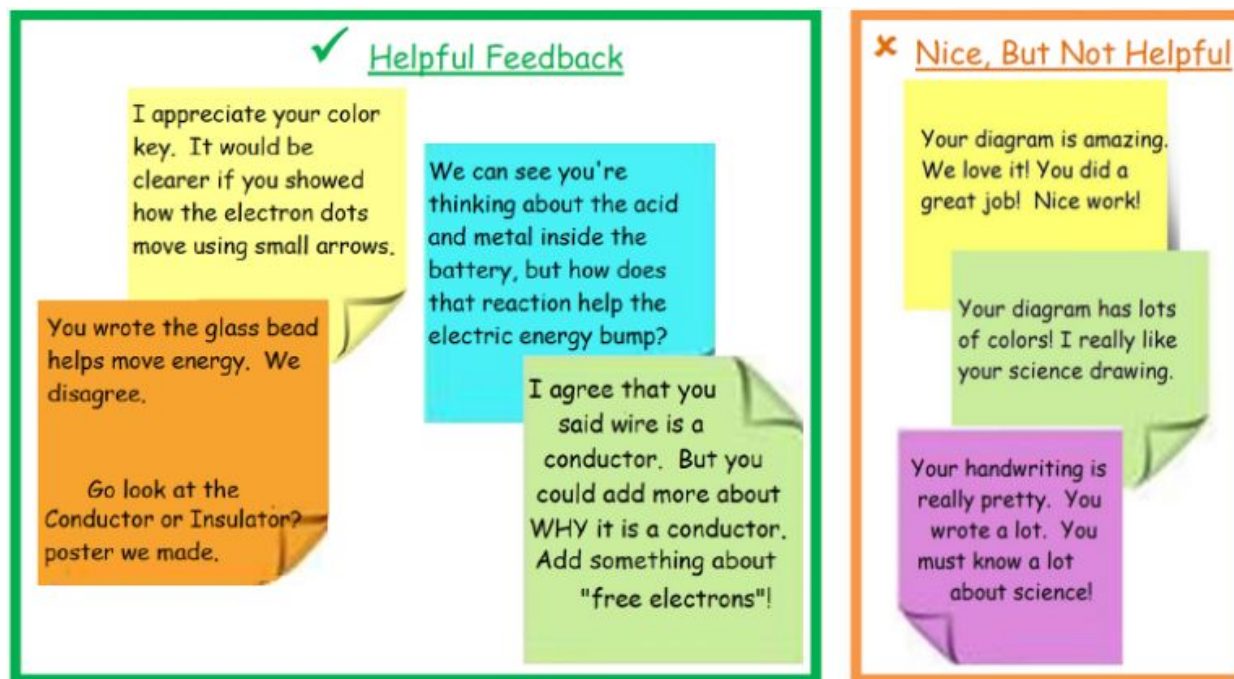 ✓ Helpful Feedback
I appreciate your color
key. It would be
clearer if you showed
how the electron dots
move using small arrows.
We can see you're
thinking about the acid
and metal inside the
battery, but how does
that reaction help the
electric energy bump?
You wrote the glass bead
helps move energy. We
disagree.
Go look at the
Conductor or Insulator?
poster we made.
I agree that you
said wire is a
conductor. But you
could add more about
WHY it is a conductor.
Add something about
"free electrons"!
✘ Nice, But Not Helpful
Your diagram is amazing.
We love it! You did a
great job! Nice work!
Your diagram has lots
of colors! I really like
your science drawing.
Your handwriting is
really pretty. You
wrote a lot. You
must know a lot
about science!